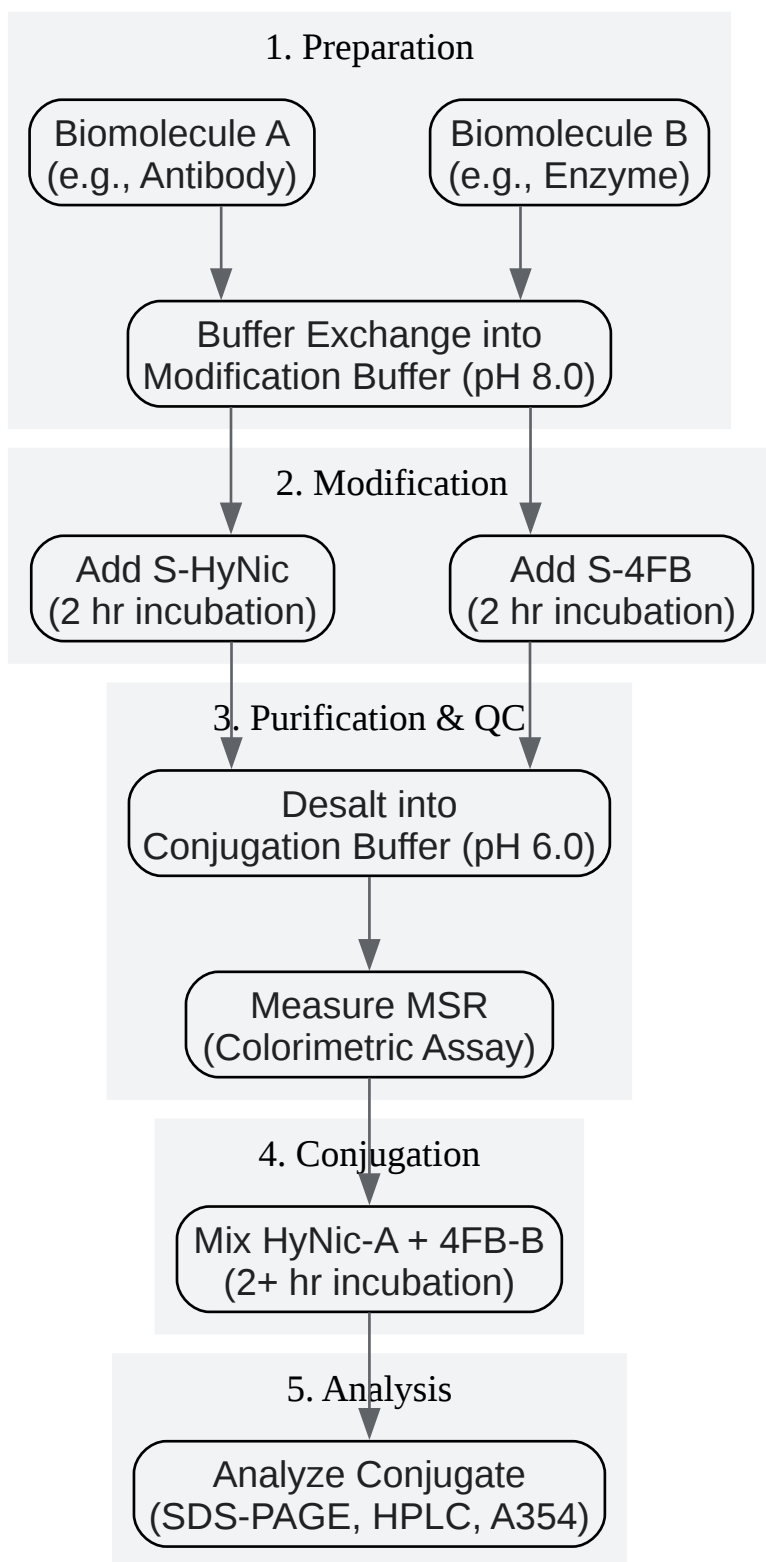 1. Preparation
Biomolecule A
(e.g., Antibody)
Biomolecule B
(e.g., Enzyme)
Buffer Exchange into
Modification Buffer (pH 8.0)
2. Modification
Add S-HyNic
(2 hr incubation)
Add S-4FB
(2 hr incubation)
3. Purification & QC
Desalt into
Conjugation Buffer (pH 6.0)
Measure MSR
(Colorimetric Assay)
4. Conjugation
Mix HyNic-A + 4FB-B
(2+ hr incubation)
5. Analysis
Analyze Conjugate
(SDS-PAGE, HPLC, A354)